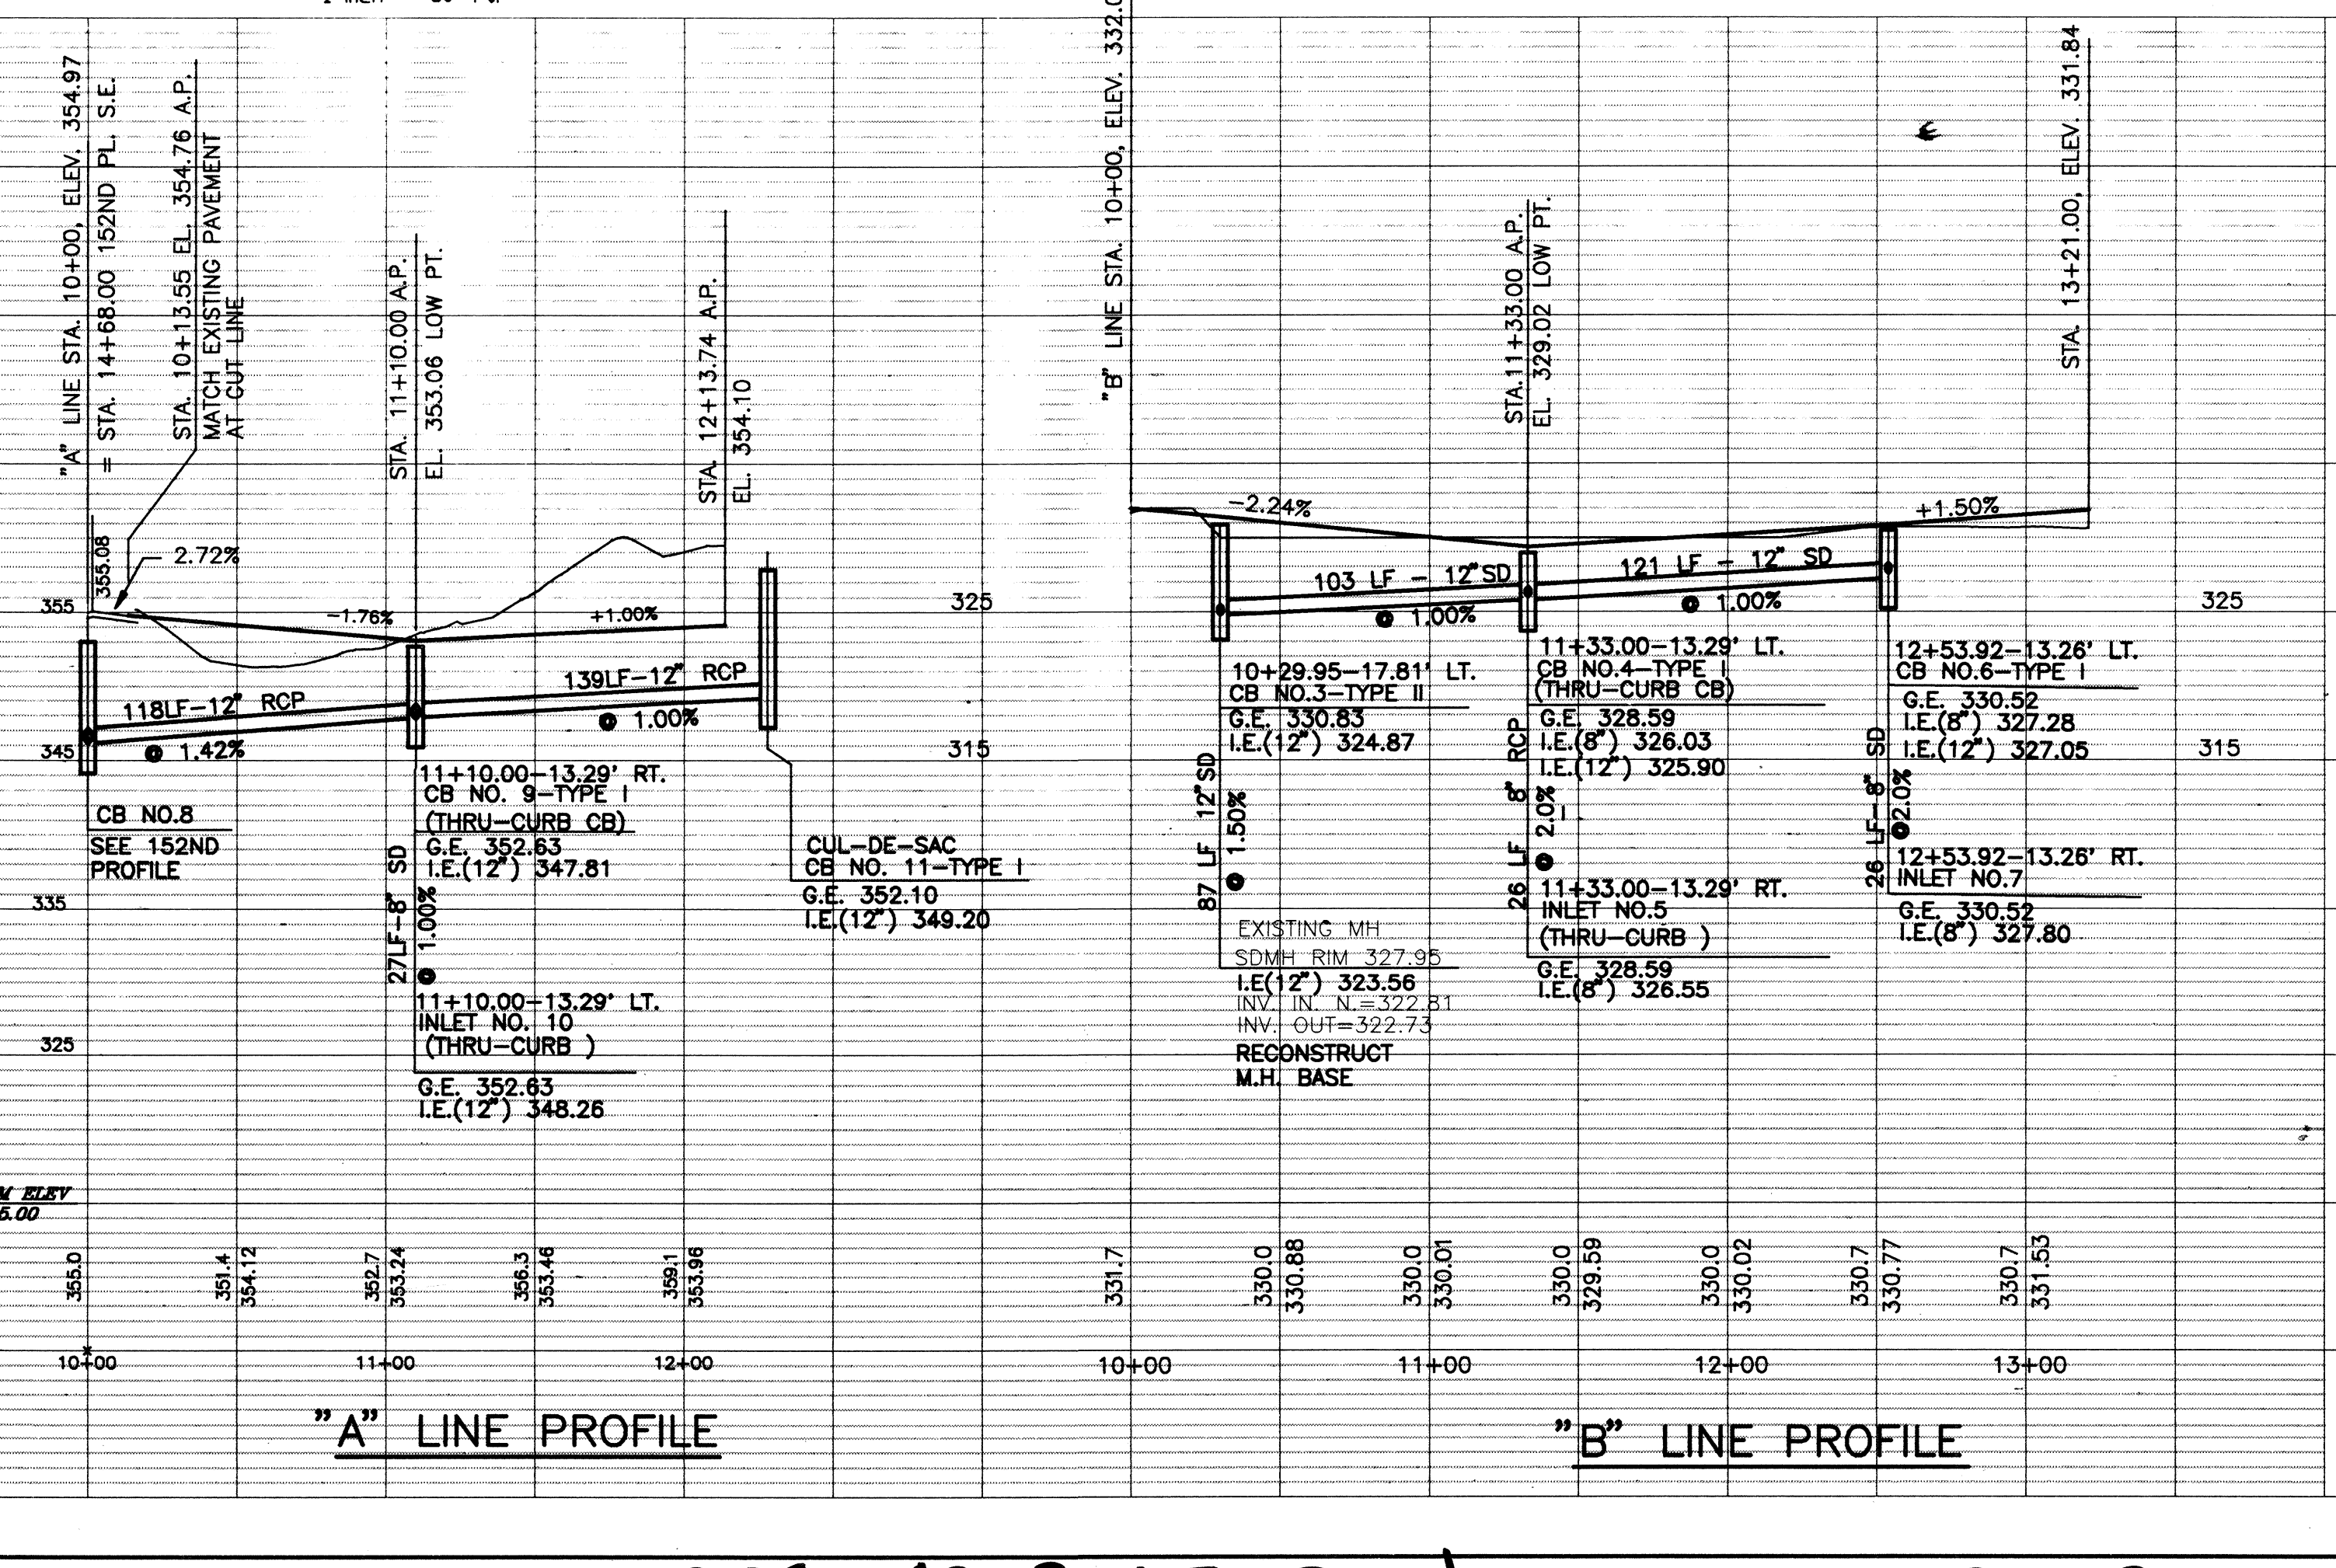 "A" LINE STA. 10+00, ELEV. 354.97
= STA. 14+68.00 152ND PL. S.E.
STA. 10+13.55 EL. 354.76 A.P.
MATCH EXISTING PAVEMENT
AT CUT LINE
STA. 11+10.00 A.P.
EL. 353.06 LOW PT.
STA. 12+13.74 A.P.
EL. 354.10
355.08
2.72%
-1.76%
+1.00%
355
345
335
325
118LF-12" RCP
1.42%
139LF-12" RCP
1.00%
CB NO.8
SEE 152ND
PROFILE
11+10.00-13.29' RT.
CB NO. 9-TYPE I
(THRU-CURB CB)
G.E. 352.63
I.E.(12") 347.81
27LF-8" SD
1.00%
11+10.00-13.29' LT.
INLET NO. 10
(THRU-CURB )
G.E. 352.63
I.E.(12") 348.26
CUL-DE-SAC
CB NO. 11-TYPE I
G.E. 352.10
I.E.(12") 349.20
325
315
355.0
351.4
354.12
352.7
353.24
356.3
353.46
359.1
353.96
10+00
11+00
12+00
"A" LINE PROFILE
"B" LINE STA. 10+00, ELEV. 332.0
STA.11+33.00 A.P.
EL. 329.02 LOW PT.
STA. 13+21.00, ELEV. 331.84
-2.24%
+1.50%
103 LF - 12"SD
1.00%
121 LF - 12" SD
1.00%
325
315
10+29.95-17.81' LT.
CB NO.3-TYPE II
G.E. 330.83
I.E.(12") 324.87
87 LF 12"SD
1.50%
EXISTING MH
SDMH RIM 327.95
I.E(12") 323.56
INV. IN. N.=322.81
INV. OUT=322.73
RECONSTRUCT
M.H. BASE
11+33.00-13.29' LT.
CB NO.4-TYPE I
(THRU-CURB CB)
G.E. 328.59
I.E.(8") 326.03
I.E.(12") 325.90
26 LF 8" RCP
2.0%
11+33.00-13.29' RT.
INLET NO.5
(THRU-CURB )
G.E. 328.59
I.E.(8") 326.55
12+53.92-13.26' LT.
CB NO.6-TYPE I
G.E. 330.52
I.E.(8") 327.28
I.E.(12") 327.05
26 LF-8" SD
2.0%
12+53.92-13.26' RT.
INLET NO.7
G.E. 330.52
I.E.(8") 327.80
331.7
330.0
330.88
330.0
330.01
330.0
329.59
330.0
330.02
330.7
330.77
330.7
331.53
10+00
11+00
12+00
13+00
"B" LINE PROFILE
ELEV
5.00